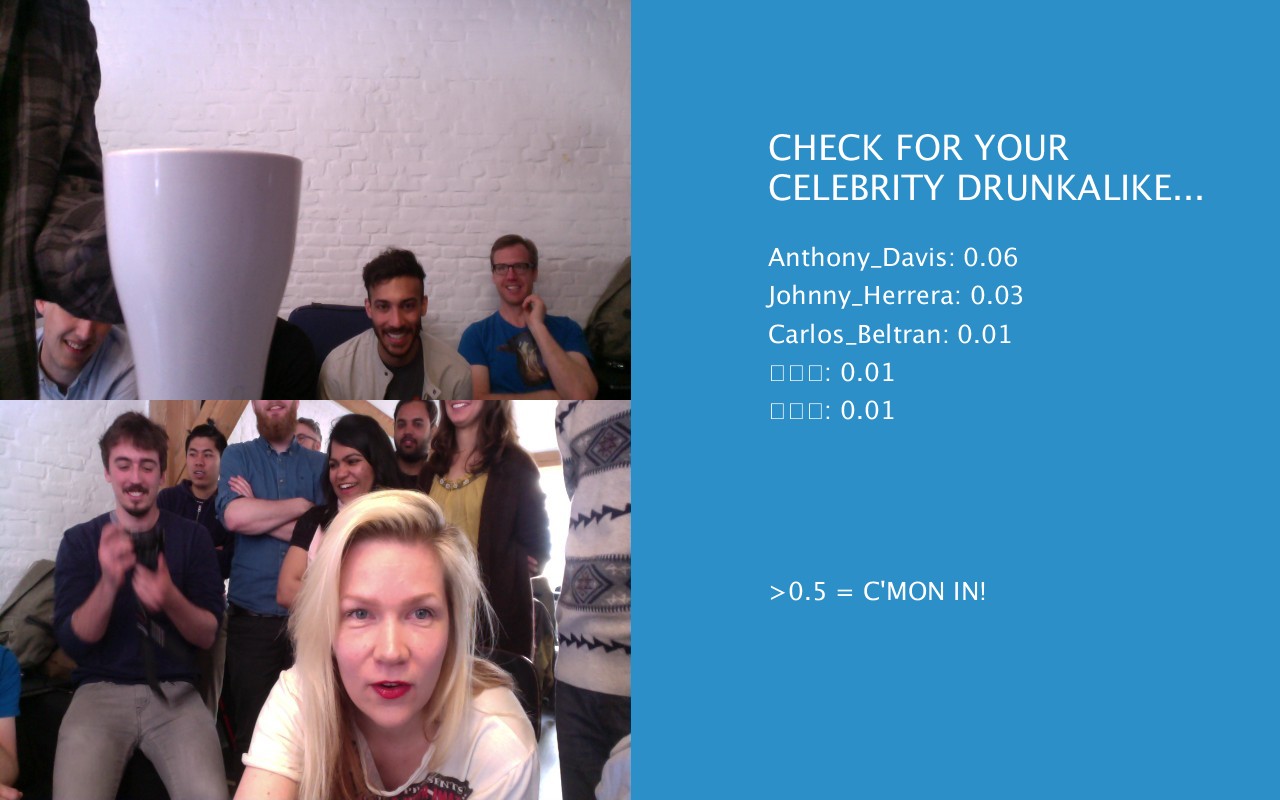 CHECK FOR YOUR
CELEBRITY DRUNKALIKE...
Anthony_Davis: 0.06
Johnny_Herrera: 0.03
Carlos_Beltran: 0.01
□□□: 0.01
□□□: 0.01
>0.5 = C'MON IN!